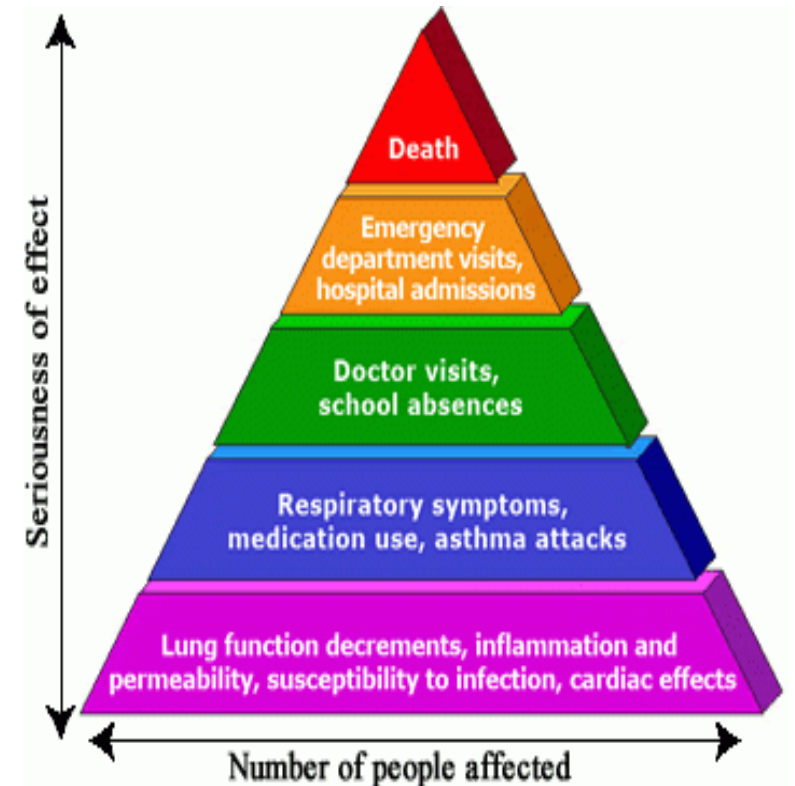 Seriousness of effect
Death
Emergency
department visits,
hospital admissions
Doctor visits,
school absences
Respiratory symptoms,
medication use, asthma attacks
Lung function decrements, inflammation and
permeability, susceptibility to infection, cardiac effects
Number of people affected